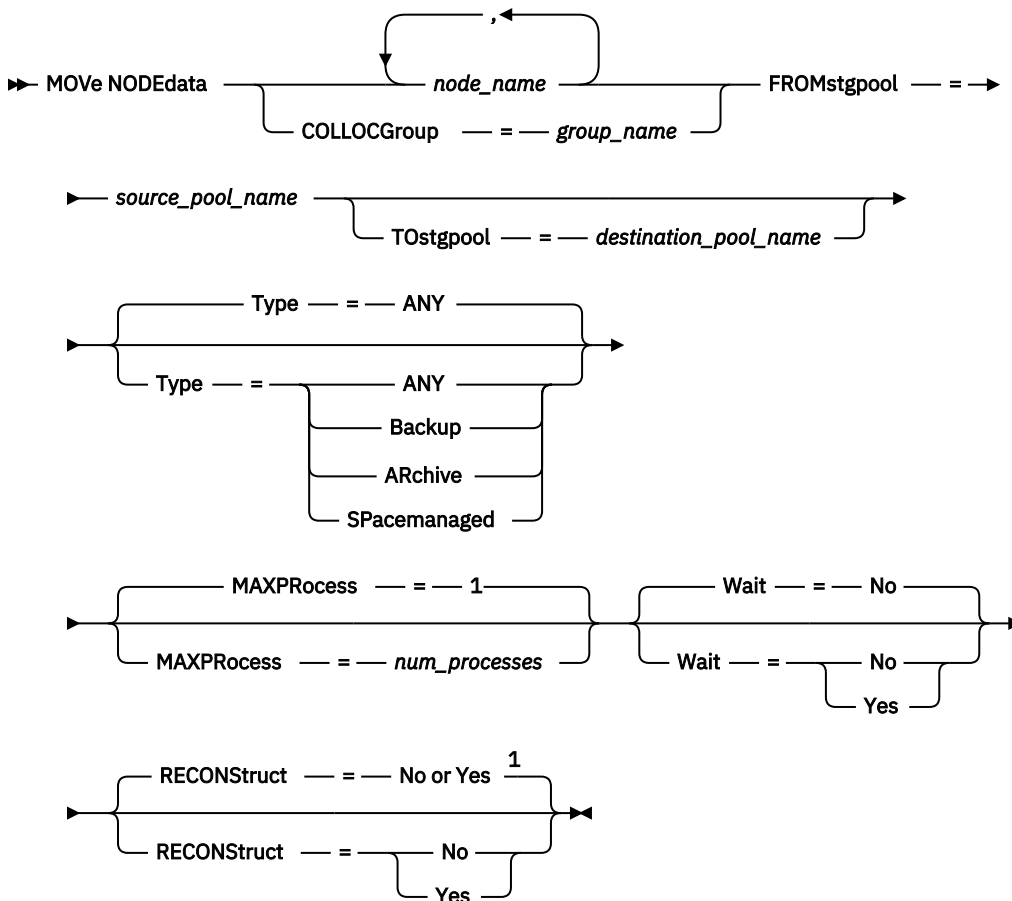 ,
MOVe NODEdata node_name FROMstgpool =
COLLOCGroup = group_name
source_pool_name
TOstgpool = destination_pool_name
Type = ANY
Type = ANY
Backup
ARchive
SPacemanaged
MAXPRocess = 1 Wait = No
MAXPRocess = num_processes Wait = No
Yes
RECONStruct = No or Yes 1
RECONStruct = No
Yes